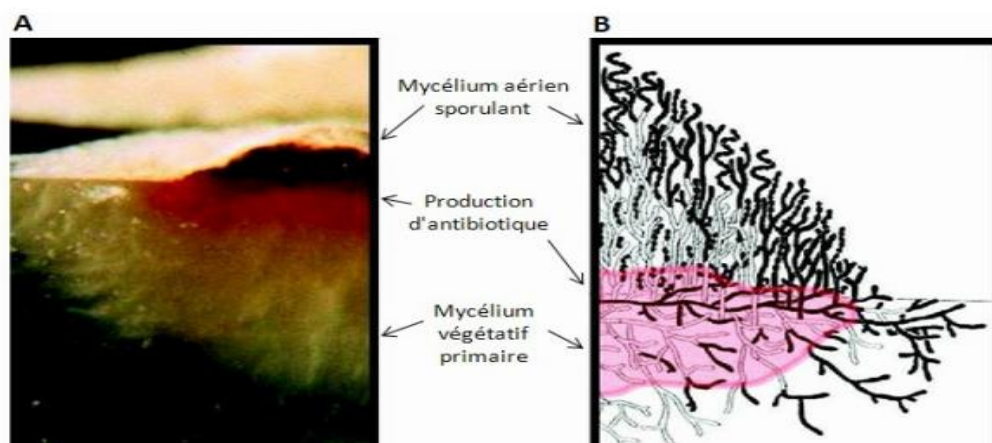 A
B
Mycélium aérien
sporulant
Production
d'antibiotique
Mycélium
végétatif
primaire